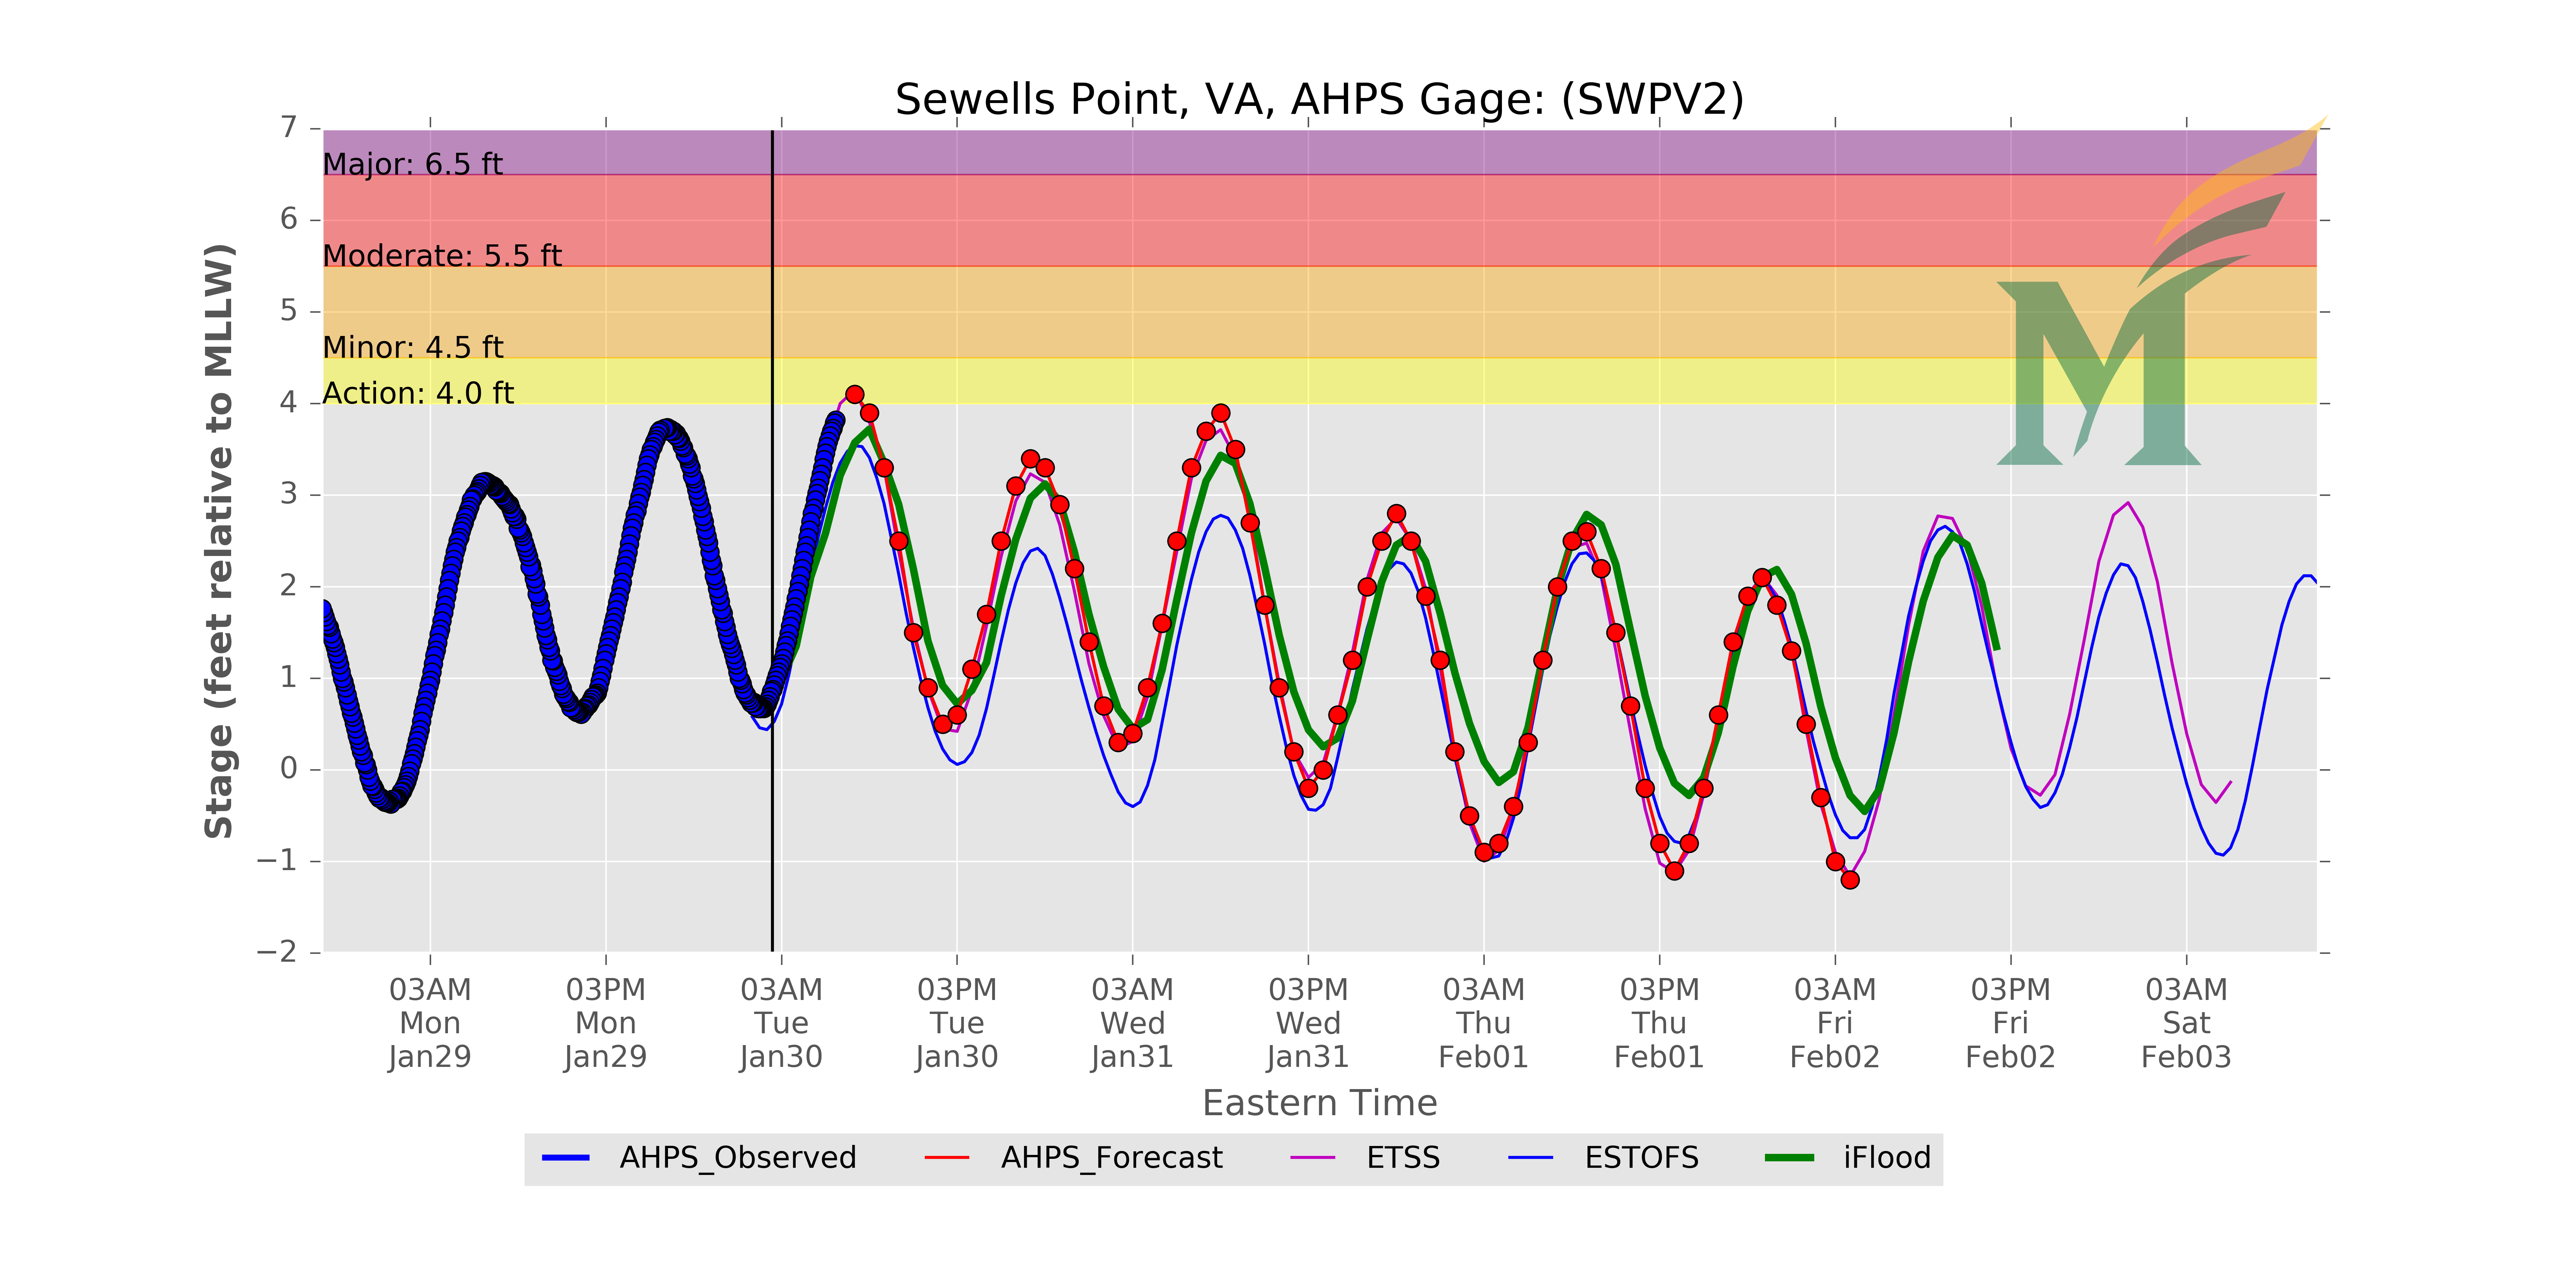 Sewells Point, VA, AHPS Gage: (SWPV2)
7
Major: 6.5 ft
6
Moderate: 5.5 ft
5
Minor: 4.5 ft
Action: 4.0 ft
4
3
2
1
0
−1
−2
Stage (feet relative to MLLW)
03AM 03PM 03AM 03PM 03AM 03PM 03AM 03PM 03AM 03PM 03AM
Mon Mon Tue Tue Wed Wed Thu Thu Fri Fri Sat
Jan29 Jan29 Jan30 Jan30 Jan31 Jan31 Feb01 Feb01 Feb02 Feb02 Feb03
Eastern Time
AHPS_Observed AHPS_Forecast ETSS ESTOFS iFlood